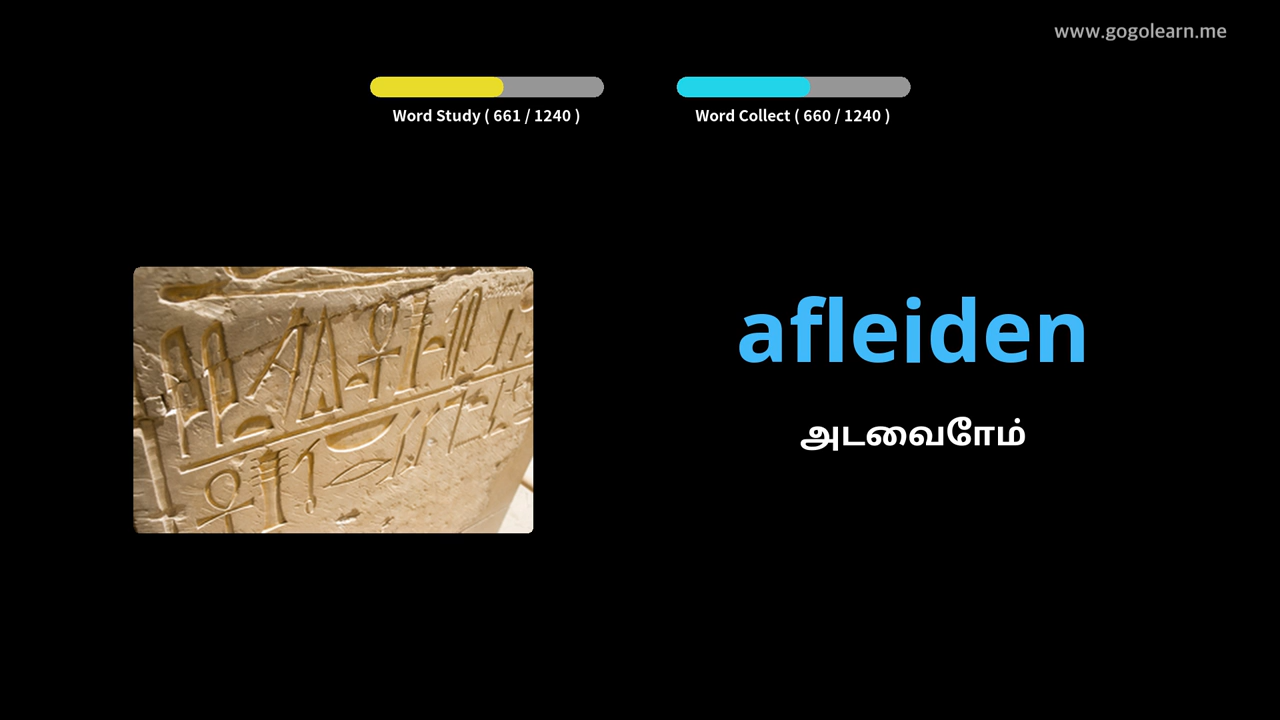 www.gogolearn.me
Word Study ( 661 / 1240 )
Word Collect ( 660 / 1240 )
afleiden
அடவைரோம்